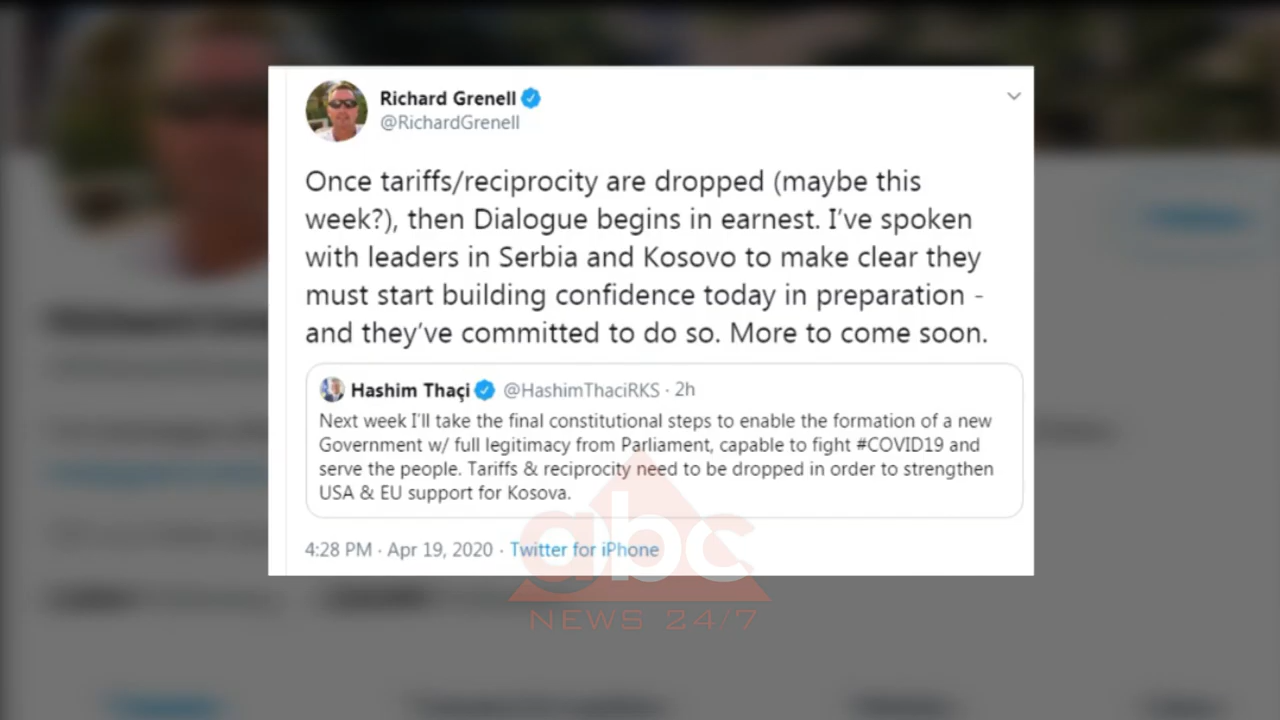 Richard Grenell
@RichardGrenell
Once tariffs/reciprocity are dropped (maybe this
week?), then Dialogue begins in earnest. I've spoken
with leaders in Serbia and Kosovo to make clear they
must start building confidence today in preparation -
and they've committed to do so. More to come soon.
Hashim Thaçi @HashimThaciRKS · 2h
Next week I'll take the final constitutional steps to enable the formation of a new
Government w/ full legitimacy from Parliament, capable to fight #COVID19 and
serve the people. Tariffs & reciprocity need to be dropped in order to strengthen
USA & EU support for Kosova.
4:28 PM · Apr 19, 2020 · Twitter for iPhone
abc
NEWS 24/7